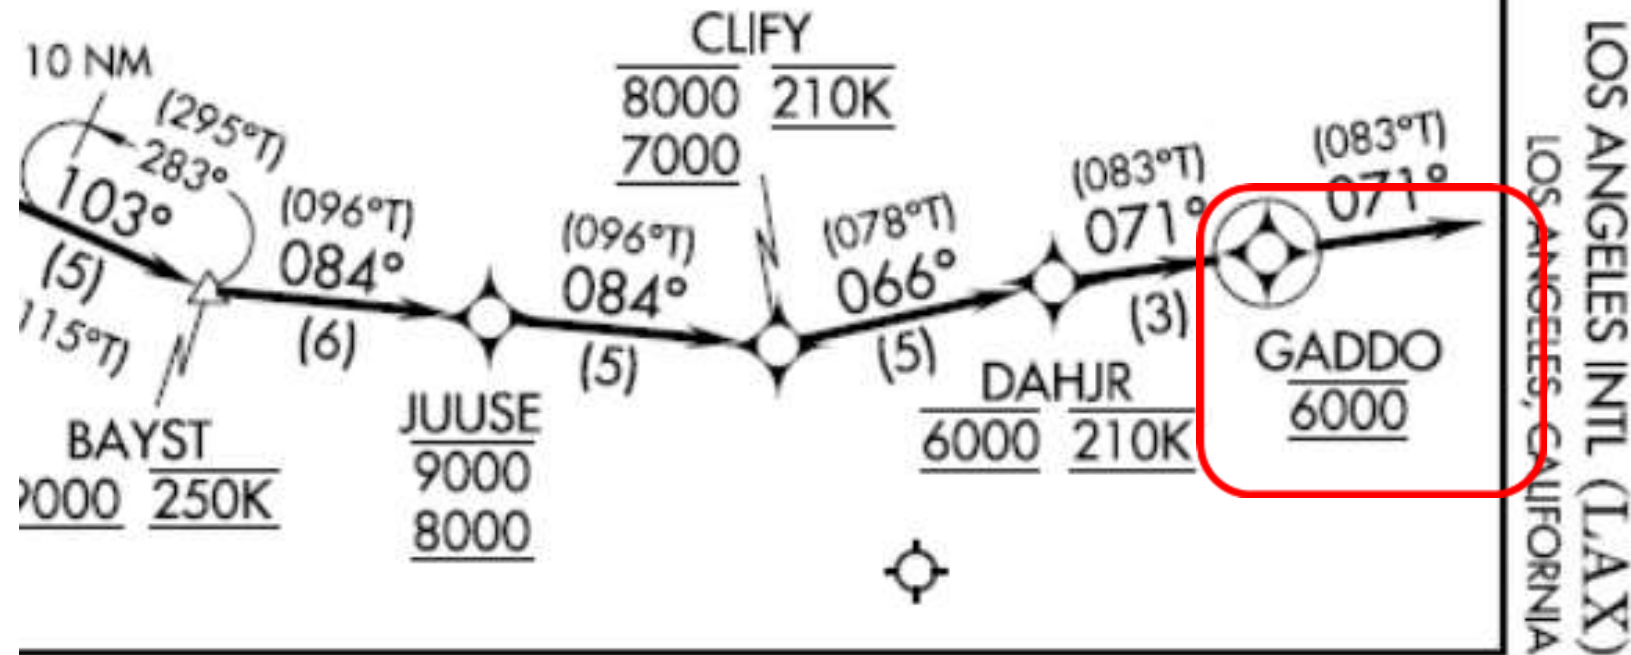 10 NM
(295°T)
283°
103°
(5)
115°T)
BAYST
9000 250K
(096°T)
084°
(6)
JUUSE
9000
8000
(096°T)
084°
(5)
CLIFY
8000 210K
7000
(078°T)
066°
(5)
DAHJR
6000 210K
(083°T)
071°
(3)
GADDO
6000
(083°T)
071°
LOS ANGELES, CALIFORNIA
LOS ANGELES INTL (LAX)